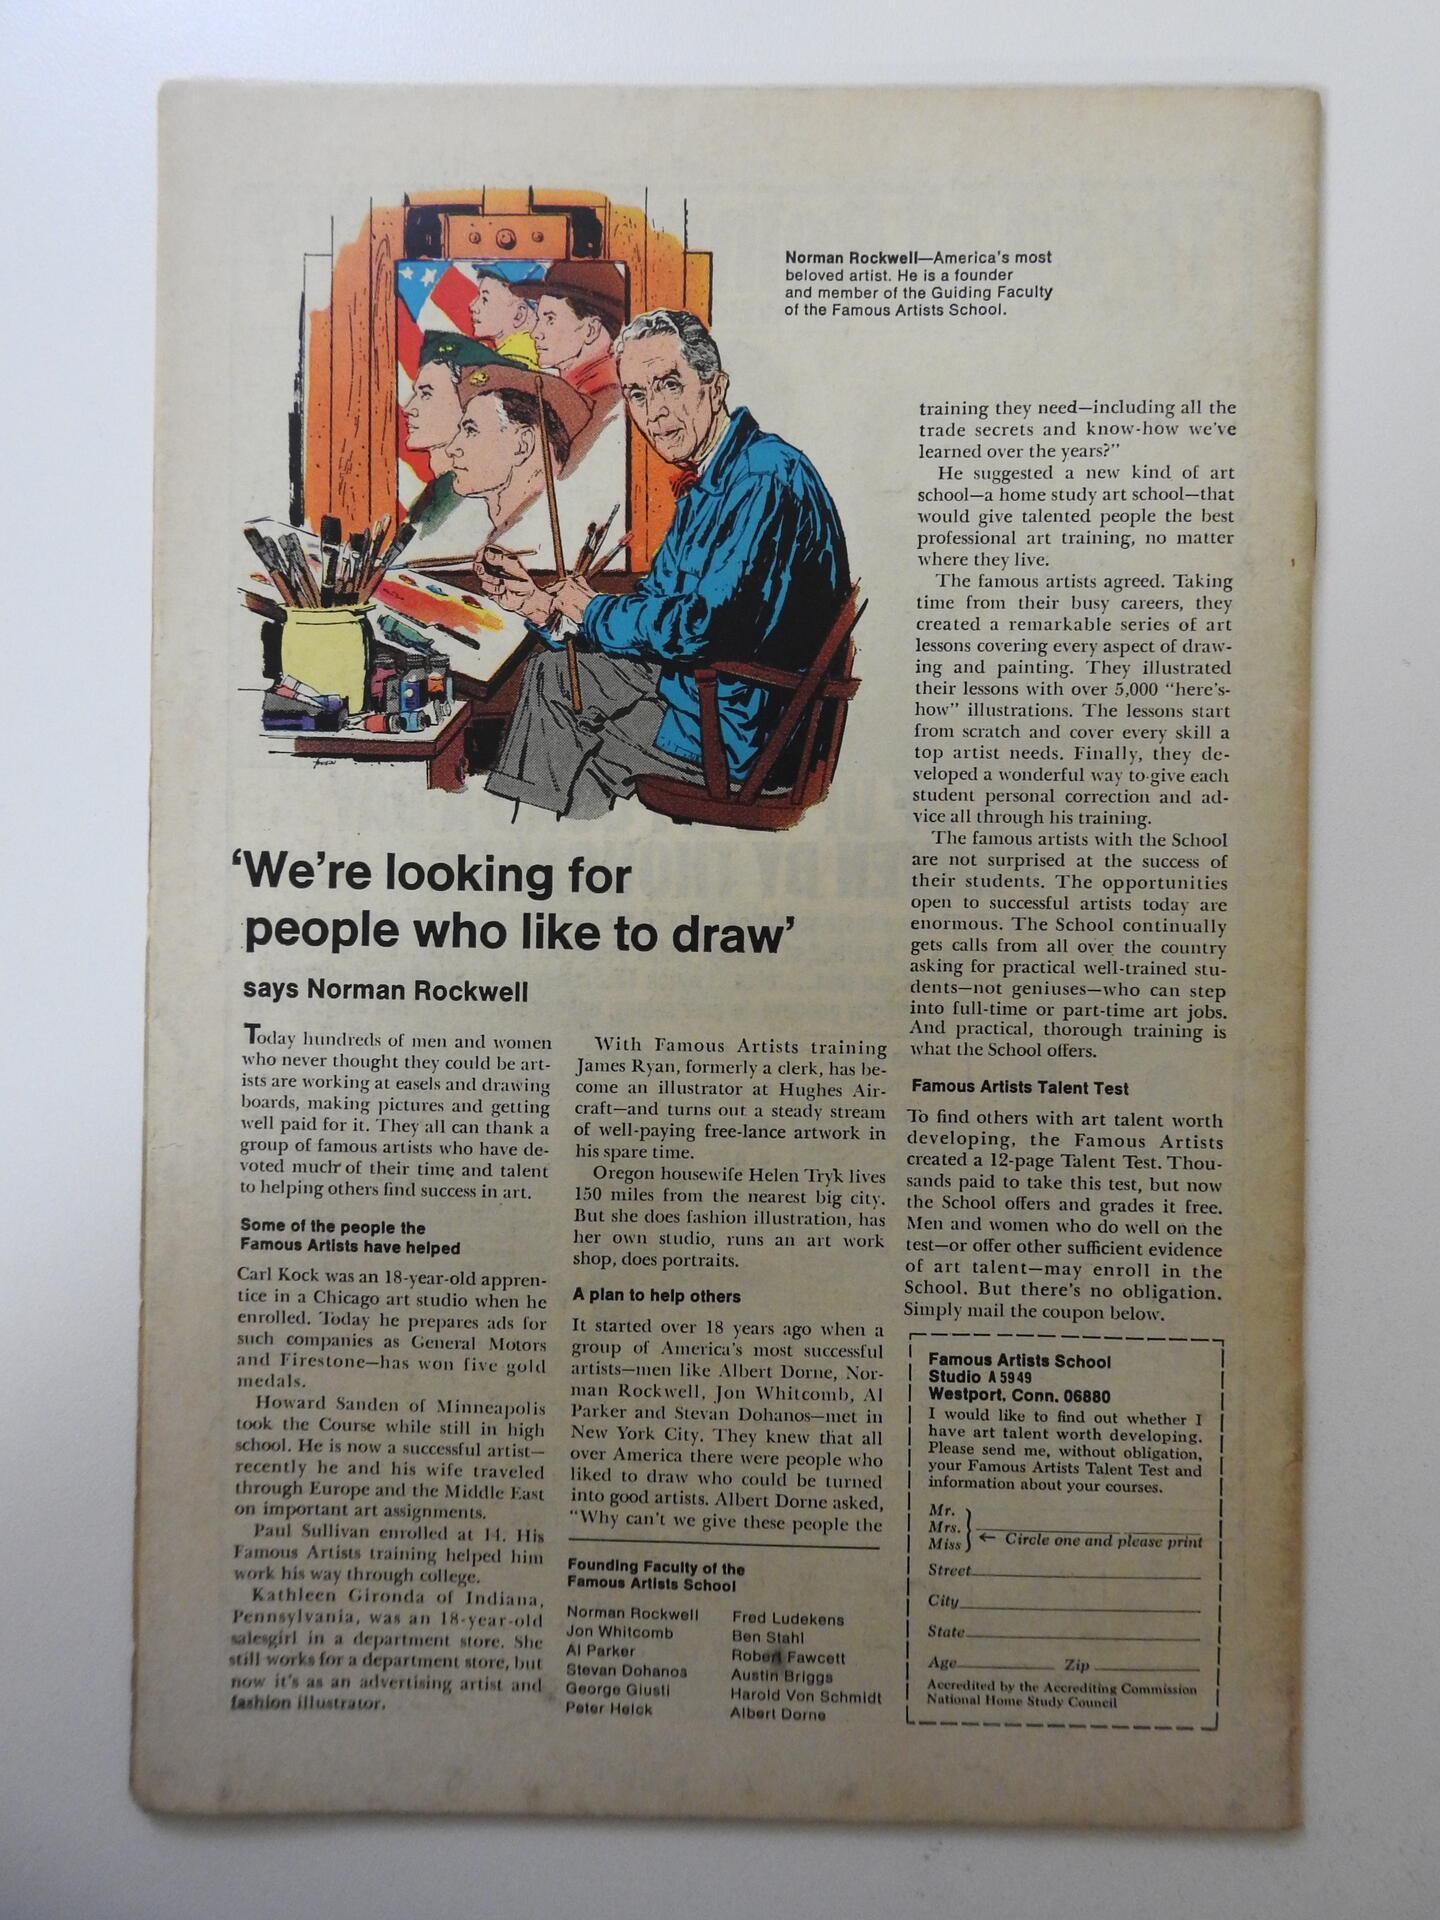 Norman Rockwell—America's most
beloved artist. He is a founder
and member of the Guiding Faculty
of the Famous Artists School.
'We're looking for
people who like to draw'
says Norman Rockwell
Today hundreds of men and women
who never thought they could be art-
ists are working at easels and drawing
boards, making pictures and getting
well paid for it. They all can thank a
group of famous artists who have de-
voted much of their time and talent
to helping others find success in art.
Some of the people the
Famous Artists have helped
Carl Kock was an 18-year-old appren-
tice in a Chicago art studio when he
enrolled. Today he prepares ads for
such companies as General Motors
and Firestone—has won five gold
medals.
Howard Sanden of Minneapolis
took the Course while still in high
school. He is now a successful artist—
recently he and his wife traveled
through Europe and the Middle East
on important art assignments.
Paul Sullivan enrolled at 14. His
Famous Artists training helped him
work his way through college.
Kathleen Gironda of Indiana,
Pennsylvania, was an 18-year-old
salesgirl in a department store. She
still works for a department store, but
now it's as an advertising artist and
fashion illustrator.
With Famous Artists training
James Ryan, formerly a clerk, has be-
come an illustrator at Hughes Air-
craft—and turns out a steady stream
of well-paying free-lance artwork in
his spare time.
Oregon housewife Helen Tryk lives
150 miles from the nearest big city.
But she does fashion illustration, has
her own studio, runs an art work
shop, does portraits.
A plan to help others
It started over 18 years ago when a
group of America's most successful
artists—men like Albert Dorne, Nor-
man Rockwell, Jon Whitcomb, Al
Parker and Stevan Dohanos—met in
New York City. They knew that all
over America there were people who
liked to draw who could be turned
into good artists. Albert Dorne asked,
"Why can't we give these people the
Founding Faculty of the
Famous Artists School
Norman Rockwell
Jon Whitcomb
Al Parker
Stevan Dohanos
George Giusti
Peter Helck
Fred Ludekens
Ben Stahl
Robert Fawcett
Austin Briggs
Harold Von Schmidt
Albert Dorne
training they need—including all the
trade secrets and know-how we've
learned over the years?"
He suggested a new kind of art
school—a home study art school—that
would give talented people the best
professional art training, no matter
where they live.
The famous artists agreed. Taking
time from their busy careers, they
created a remarkable series of art
lessons covering every aspect of draw-
ing and painting. They illustrated
their lessons with over 5,000 "here's-
how" illustrations. The lessons start
from scratch and cover every skill a
top artist needs. Finally, they de-
veloped a wonderful way to give each
student personal correction and ad-
vice all through his training.
The famous artists with the School
are not surprised at the success of
their students. The opportunities
open to successful artists today are
enormous. The School continually
gets calls from all over the country
asking for practical well-trained stu-
dents—not geniuses—who can step
into full-time or part-time art jobs.
And practical, thorough training is
what the School offers.
Famous Artists Talent Test
To find others with art talent worth
developing, the Famous Artists
created a 12-page Talent Test. Thou-
sands paid to take this test, but now
the School offers and grades it free.
Men and women who do well on the
test—or offer other sufficient evidence
of art talent—may enroll in the
School. But there's no obligation.
Simply mail the coupon below.
Famous Artists School
Studio A 5949
Westport, Conn. 06880
I would like to find out whether I
have art talent worth developing.
Please send me, without obligation,
your Famous Artists Talent Test and
information about your courses.
Mr.
Mrs.
Miss ← Circle one and please print
Street
City
State
Age Zip
Accredited by the Accrediting Commission
National Home Study Council